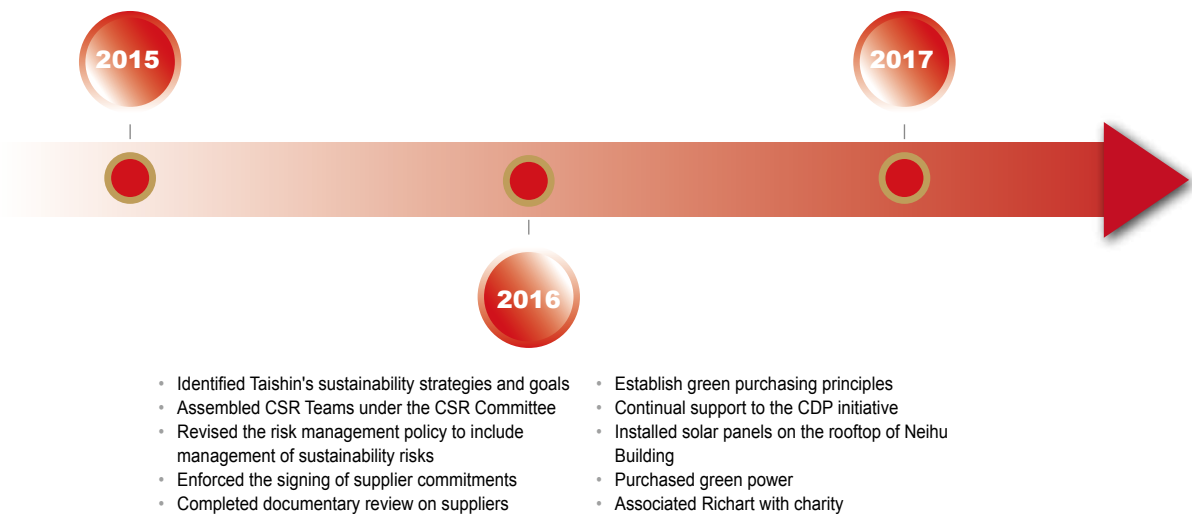 2015
2017
2016
• Identified Taishin's sustainability strategies and goals
• Assembled CSR Teams under the CSR Committee
• Revised the risk management policy to include
management of sustainability risks
• Enforced the signing of supplier commitments
• Completed documentary review on suppliers
• Establish green purchasing principles
• Continual support to the CDP initiative
• Installed solar panels on the rooftop of Neihu
Building
• Purchased green power
• Associated Richart with charity